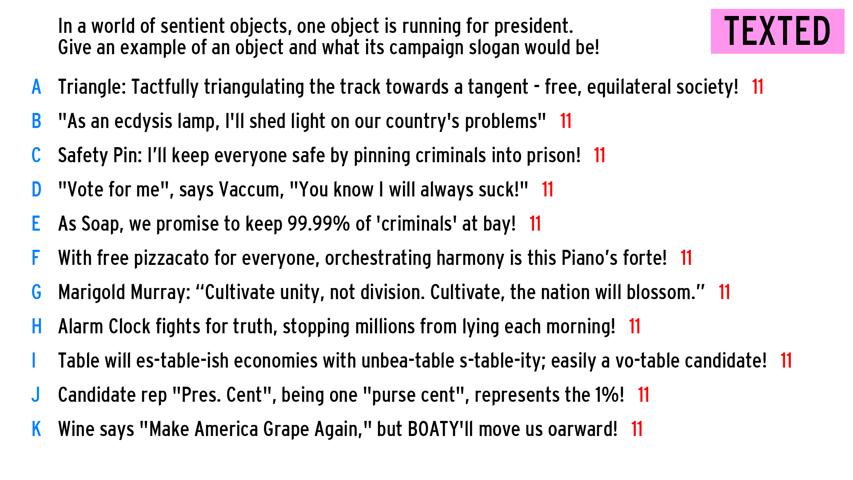 In a world of sentient objects, one object is running for president.
Give an example of an object and what its campaign slogan would be!
TEXTED
A Triangle: Tactfully triangulating the track towards a tangent - free, equilateral society! 11
B "As an ecdysis lamp, I'll shed light on our country's problems" 11
C Safety Pin: I’ll keep everyone safe by pinning criminals into prison! 11
D "Vote for me", says Vaccum, "You know I will always suck!" 11
E As Soap, we promise to keep 99.99% of 'criminals' at bay! 11
F With free pizzacato for everyone, orchestrating harmony is this Piano’s forte! 11
G Marigold Murray: “Cultivate unity, not division. Cultivate, the nation will blossom.” 11
H Alarm Clock fights for truth, stopping millions from lying each morning! 11
I Table will es-table-ish economies with unbea-table s-table-ity; easily a vo-table candidate! 11
J Candidate rep "Pres. Cent", being one "purse cent", represents the 1%! 11
K Wine says "Make America Grape Again," but BOATY'll move us oarward! 11